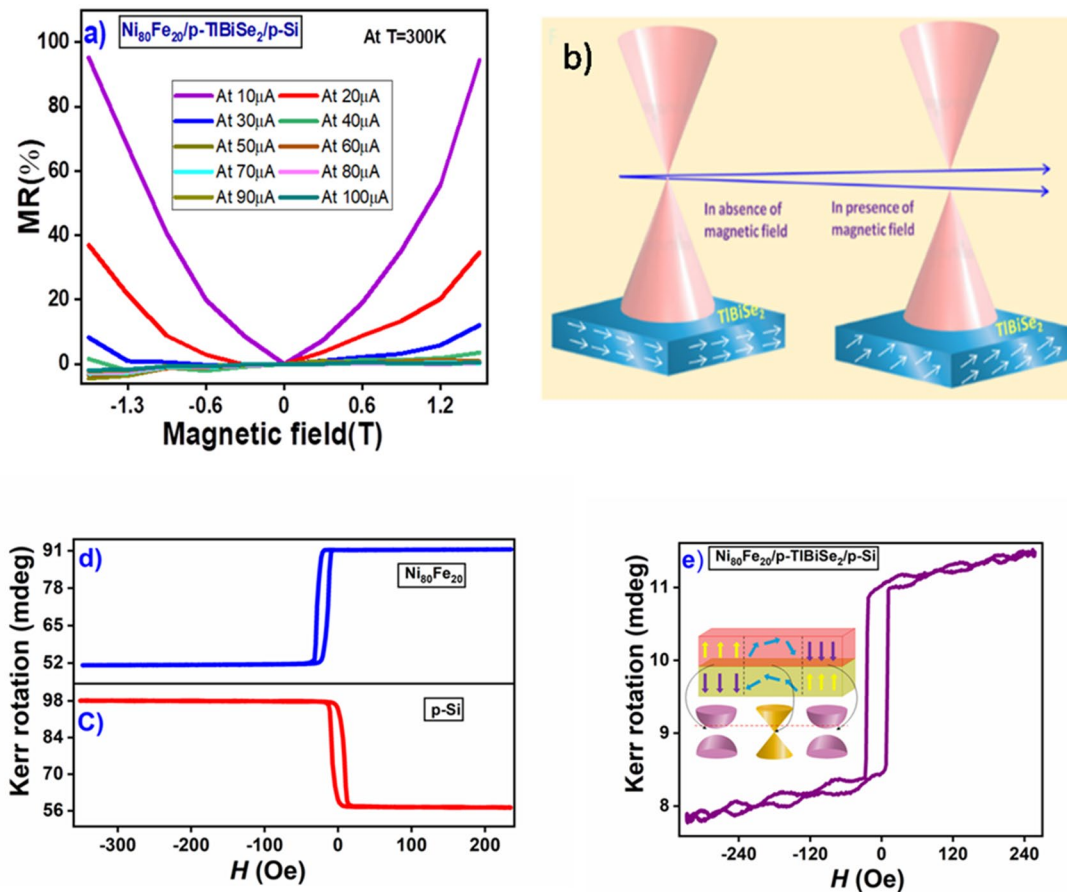 a)
Ni80Fe20/p-TlBiSe2/p-Si
At T=300K
At 10μA
At 20μA
At 30μA
At 40μA
At 50μA
At 60μA
At 70μA
At 80μA
At 90μA
At 100μA
MR(%)
100
80
60
40
20
0
-1.3
-0.6
0
0.6
1.2
Magnetic field(T)
b)
In absence of
magnetic field
In presence of
magnetic field
TlBiSe2
TlBiSe2
d)
Ni80Fe20
91
78
65
52
Kerr rotation (mdeg)
C)
p-Si
98
84
70
56
-300
-200
-100
0
100
200
H (Oe)
e)
Ni80Fe20/p-TlBiSe2/p-Si
Kerr rotation (mdeg)
11
10
9
8
-240
-120
0
120
240
H (Oe)